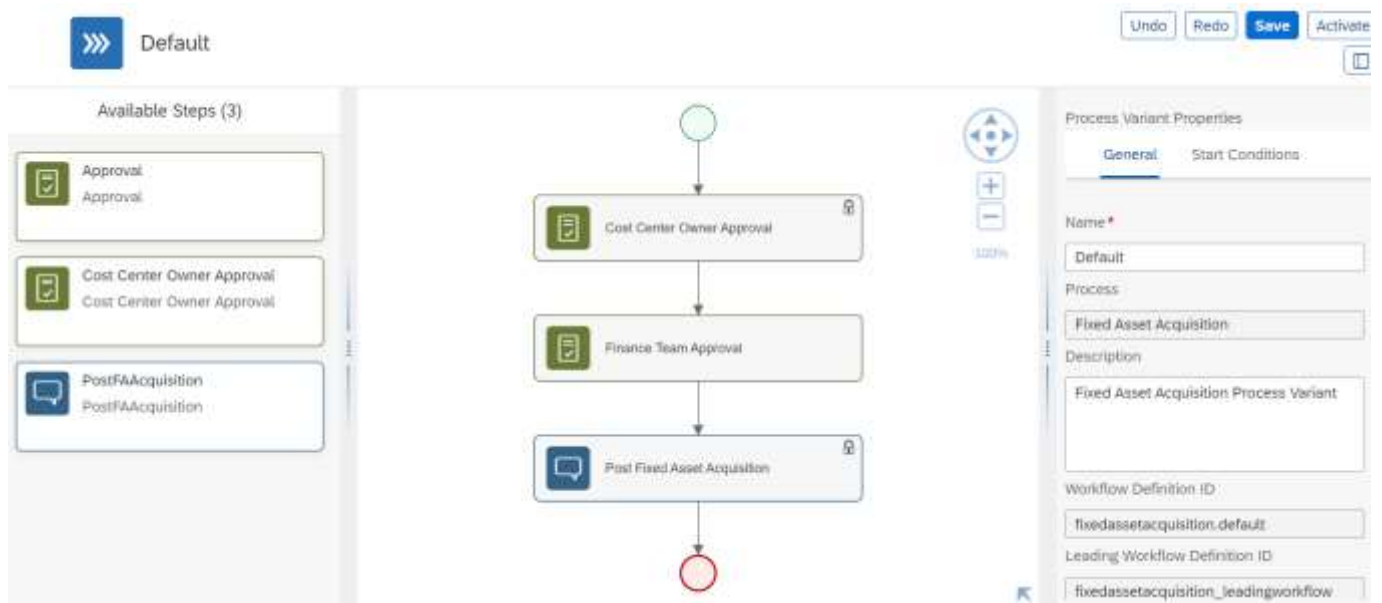 Default
Undo
Redo
Save
Activate
Available Steps (3)
Approval
Approval
Cost Center Owner Approval
Cost Center Owner Approval
PostFAAcquisition
PostFAAcquisition
Cost Center Owner Approval
Finance Team Approval
Post Fixed Asset Acquisition
100%
Process Variant Properties
General
Start Conditions
Name*
Default
Process
Fixed Asset Acquisition
Description
Fixed Asset Acquisition Process Variant
Workflow Definition ID
fixedassetacquisition.default
Leading Workflow Definition ID
fixedassetacquisition_leadingworkflow